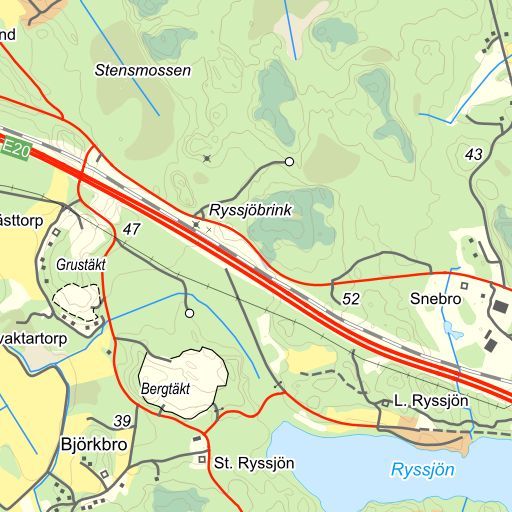 nd
Stensmossen
E20
43
Ryssjöbrink
ästtorp
47
Grustäkt
52
Snebro
vaktartorp
Bergtäkt
L. Ryssjön
39
Björkbro
St. Ryssjön
Ryssjön